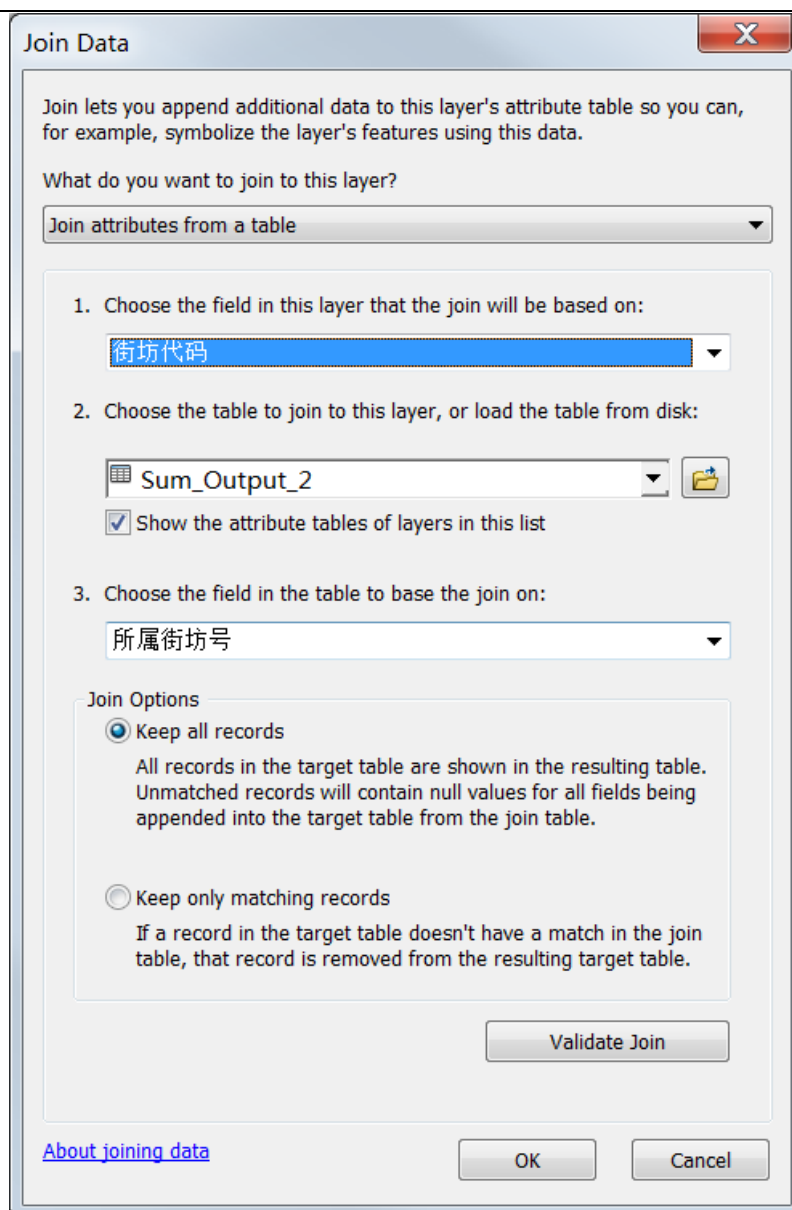 Join Data
Join lets you append additional data to this layer's attribute table so you can,
for example, symbolize the layer's features using this data.
What do you want to join to this layer?
Join attributes from a table
1. Choose the field in this layer that the join will be based on:
街坊代码
2. Choose the table to join to this layer, or load the table from disk:
Sum_Output_2
Show the attribute tables of layers in this list
3. Choose the field in the table to base the join on:
所属街坊号
Join Options
Keep all records
All records in the target table are shown in the resulting table.
Unmatched records will contain null values for all fields being
appended into the target table from the join table.
Keep only matching records
If a record in the target table doesn't have a match in the join
table, that record is removed from the resulting target table.
Validate Join
About joining data
OK
Cancel